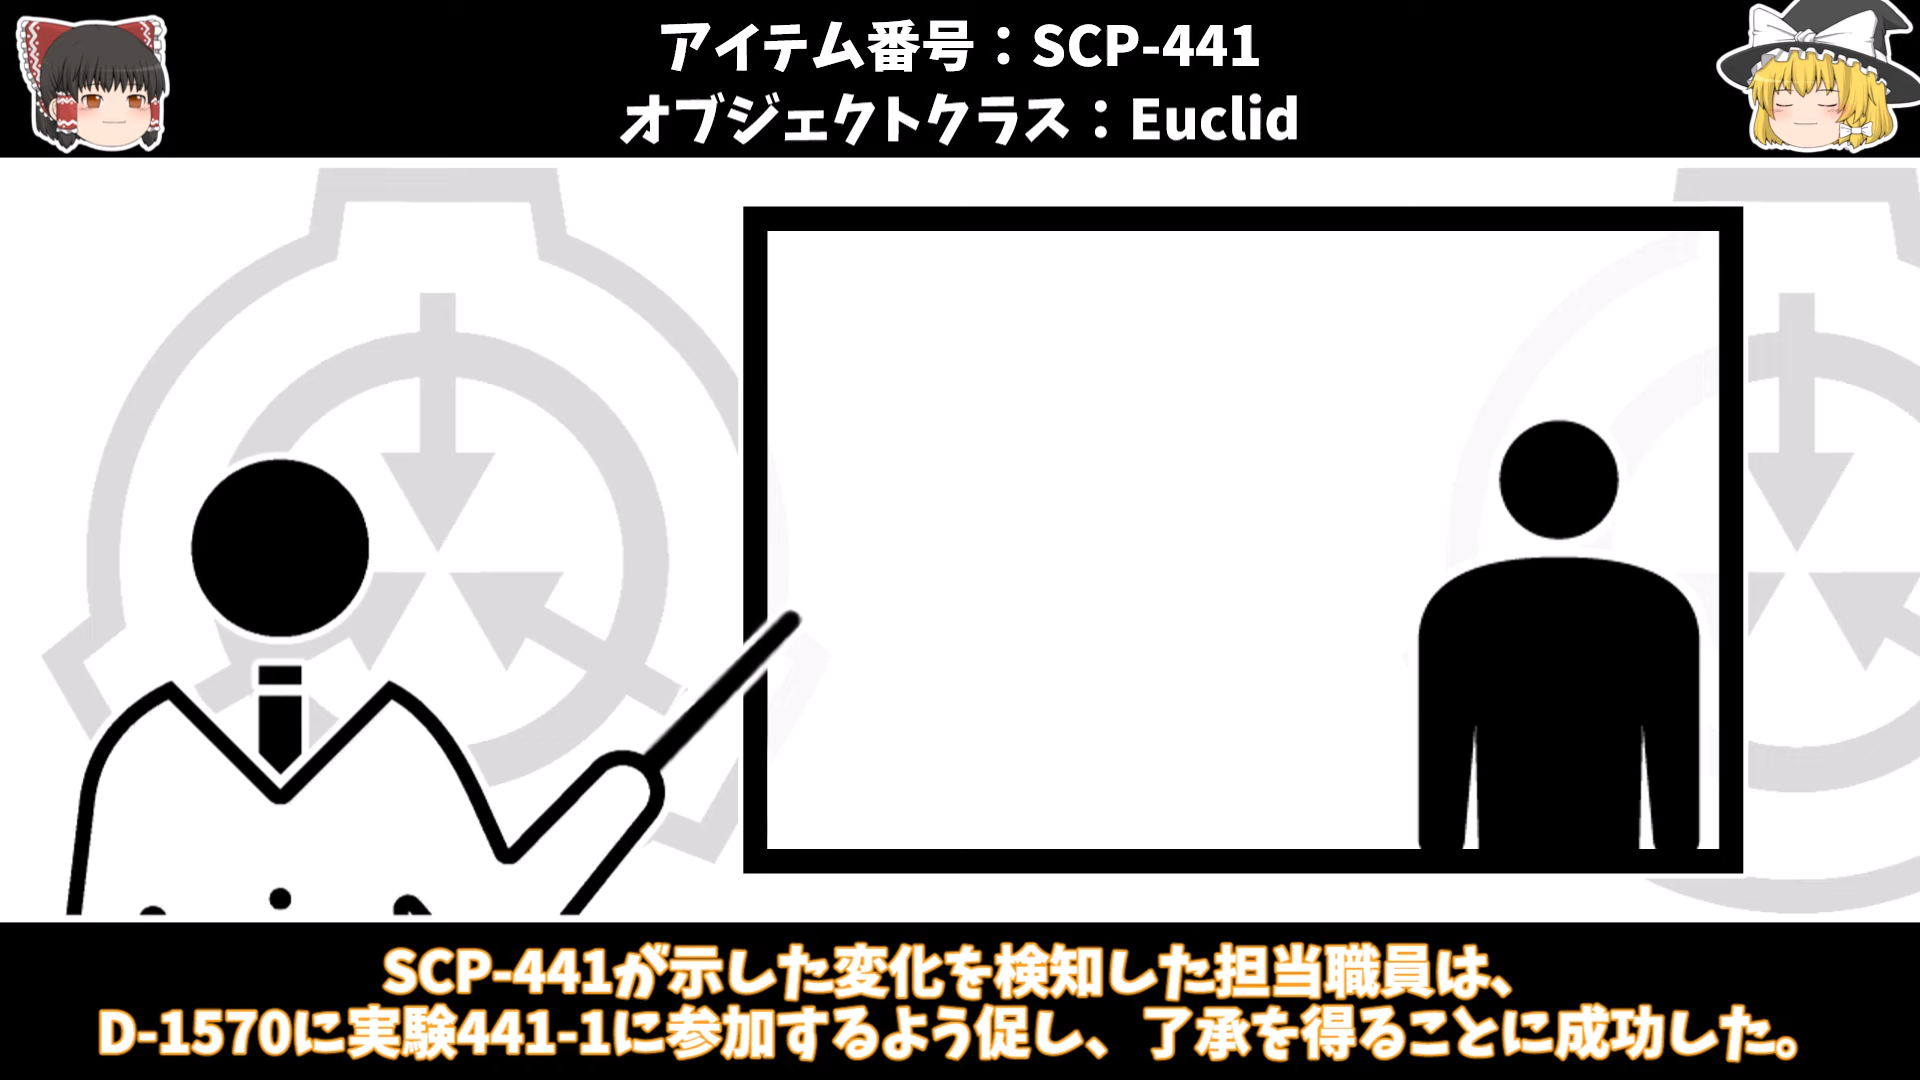 アイテム番号：SCP-441
オブジェクトクラス：Euclid
SCP-441が示した変化を検知した担当職員は、
D-1570に実験441-1に参加するよう促し、了承を得ることに成功した。